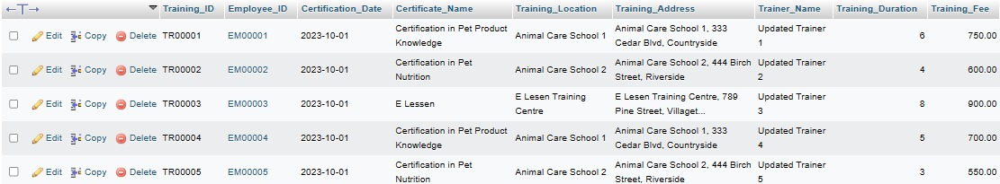 ←T→ Training_ID Employee_ID Certification_Date Certificate_Name Training_Location Training_Address Trainer_Name Training_Duration Training_Fee
Edit Copy Delete TR00001 EM00001 2023-10-01 Certification in Pet Product Knowledge Animal Care School 1 Animal Care School 1, 333 Cedar Blvd, Countryside Updated Trainer 1 6 750.00
Edit Copy Delete TR00002 EM00002 2023-10-01 Certification in Pet Nutrition Animal Care School 2 Animal Care School 2, 444 Birch Street, Riverside Updated Trainer 2 4 600.00
Edit Copy Delete TR00003 EM00003 2023-10-01 E Lessen E Lesen Training Centre E Lesen Training Centre, 789 Pine Street, Villaget... Updated Trainer 3 8 900.00
Edit Copy Delete TR00004 EM00004 2023-10-01 Certification in Pet Product Knowledge Animal Care School 1 Animal Care School 1, 333 Cedar Blvd, Countryside Updated Trainer 4 5 700.00
Edit Copy Delete TR00005 EM00005 2023-10-01 Certification in Pet Nutrition Animal Care School 2 Animal Care School 2, 444 Birch Street, Riverside Updated Trainer 5 3 550.00